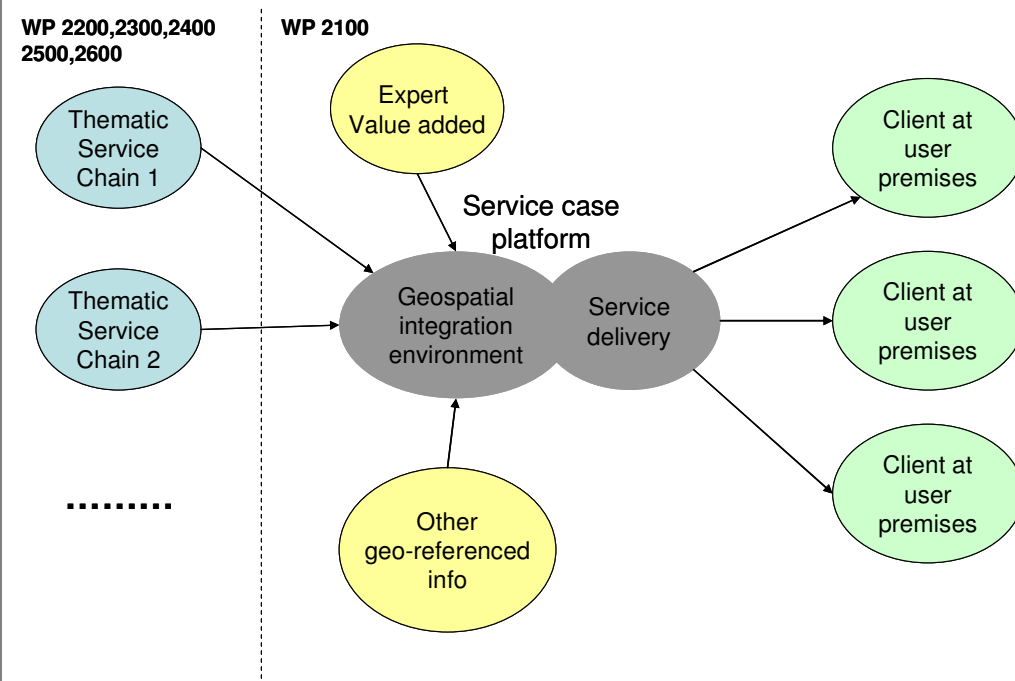 WP 2200,2300,2400
2500,2600
WP 2100
Thematic
Service
Chain 1
Expert
Value added
Client at
user
premises
Service case
platform
Thematic
Service
Chain 2
Geospatial
integration
environment
Service
delivery
Client at
user
premises
.........
Other
geo-referenced
info
Client at
user
premises